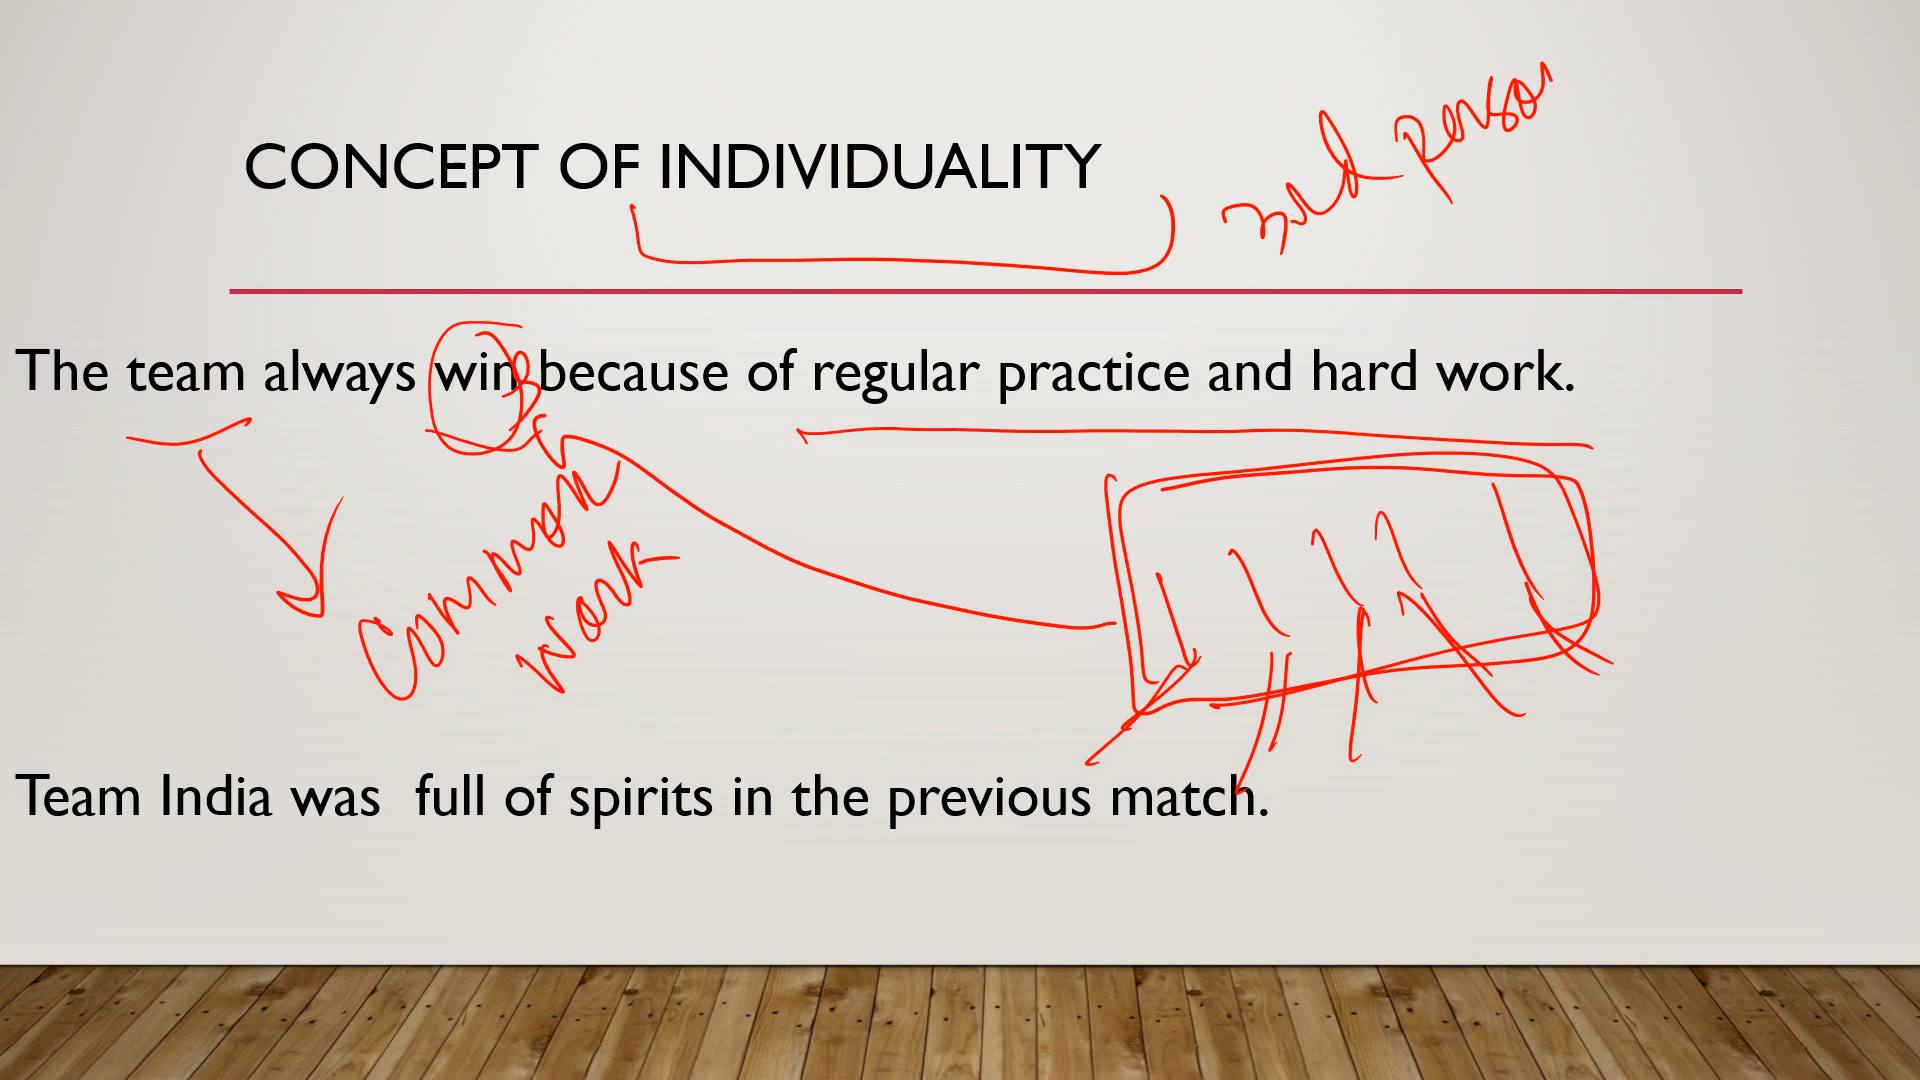 CONCEPT OF INDIVIDUALITY
person
The team always win because of regular practice and hard work.
Common
work
Team India was full of spirits in the previous match.